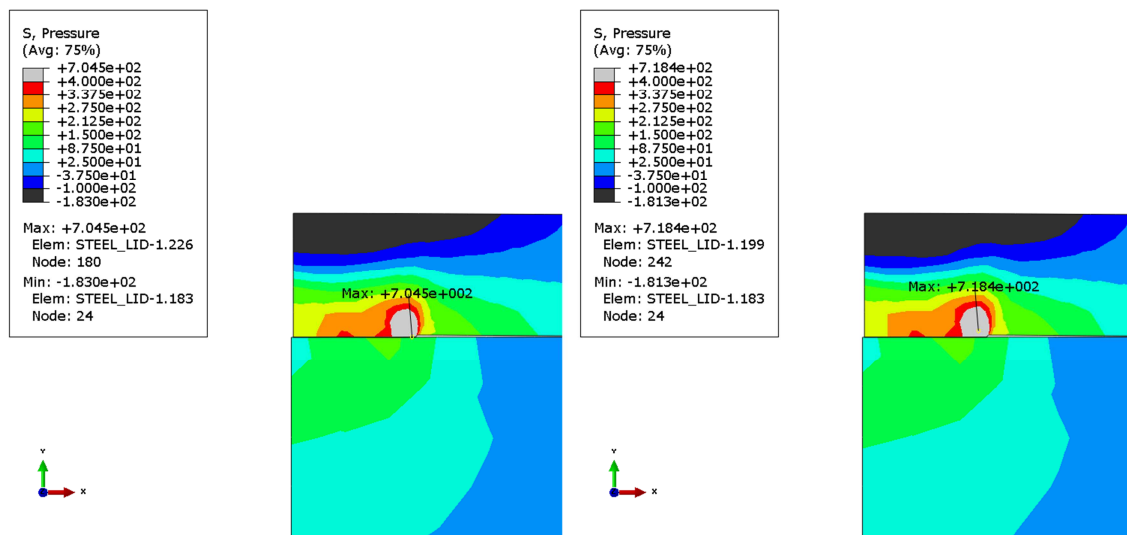 S, Pressure
(Avg: 75%)
+7.045e+02
+4.000e+02
+3.375e+02
+2.750e+02
+2.125e+02
+1.500e+02
+8.750e+01
+2.500e+01
-3.750e+01
-1.000e+02
-1.830e+02
Max: +7.045e+02
Elem: STEEL_LID-1.226
Node: 180
Min: -1.830e+02
Elem: STEEL_LID-1.183
Node: 24
Max: +7.045e+002
Y
X
S, Pressure
(Avg: 75%)
+7.184e+02
+4.000e+02
+3.375e+02
+2.750e+02
+2.125e+02
+1.500e+02
+8.750e+01
+2.500e+01
-3.750e+01
-1.000e+02
-1.813e+02
Max: +7.184e+02
Elem: STEEL_LID-1.199
Node: 242
Min: -1.813e+02
Elem: STEEL_LID-1.183
Node: 24
Max: +7.184e+002
Y
X